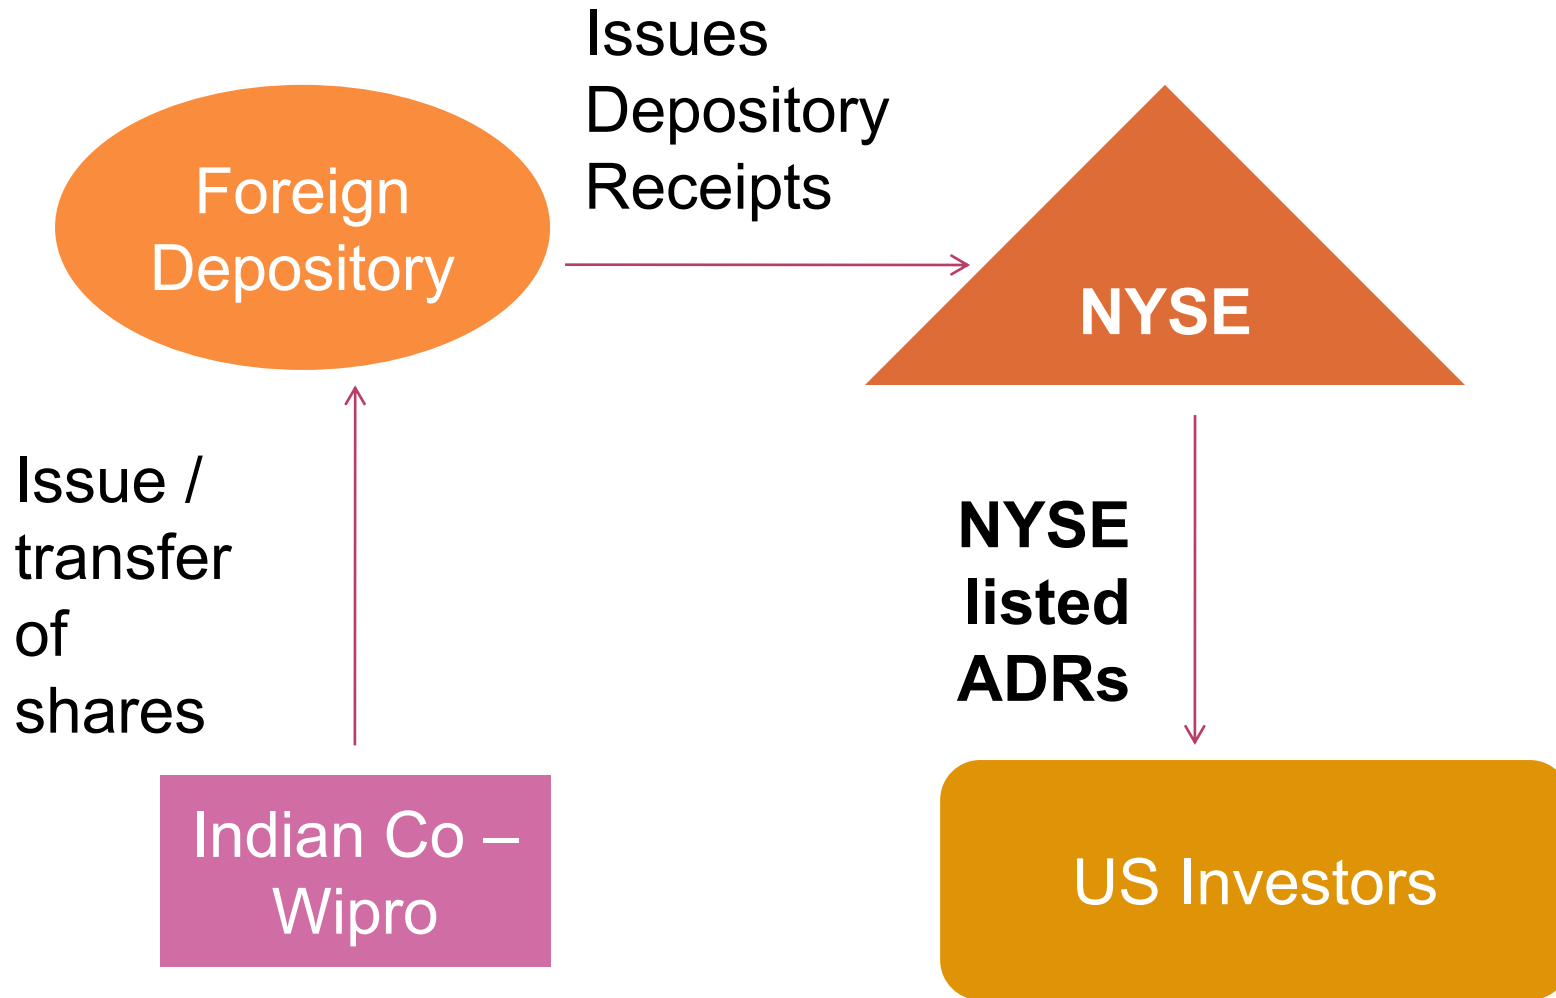 Issues
Depository
Receipts
Foreign
Depository
NYSE
Issue /
transfer
of
shares
NYSE
listed
ADRs
Indian Co –
Wipro
US Investors